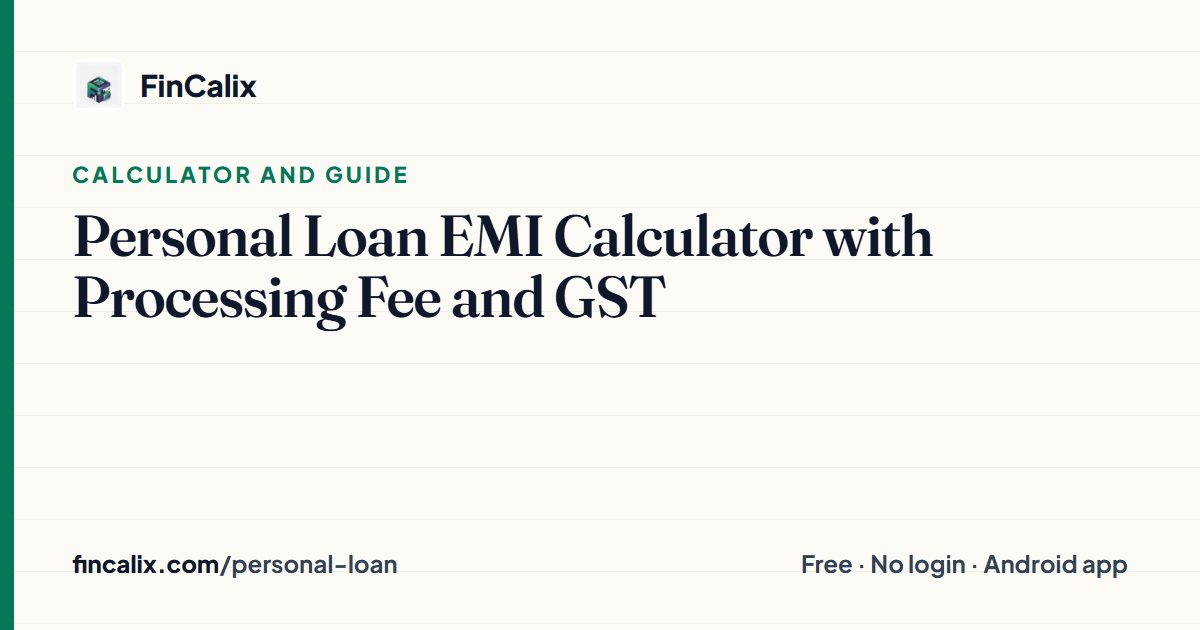 FinCalix
CALCULATOR AND GUIDE
Personal Loan EMI Calculator with
Processing Fee and GST
fincalix.com/personal-loan
Free · No login · Android app